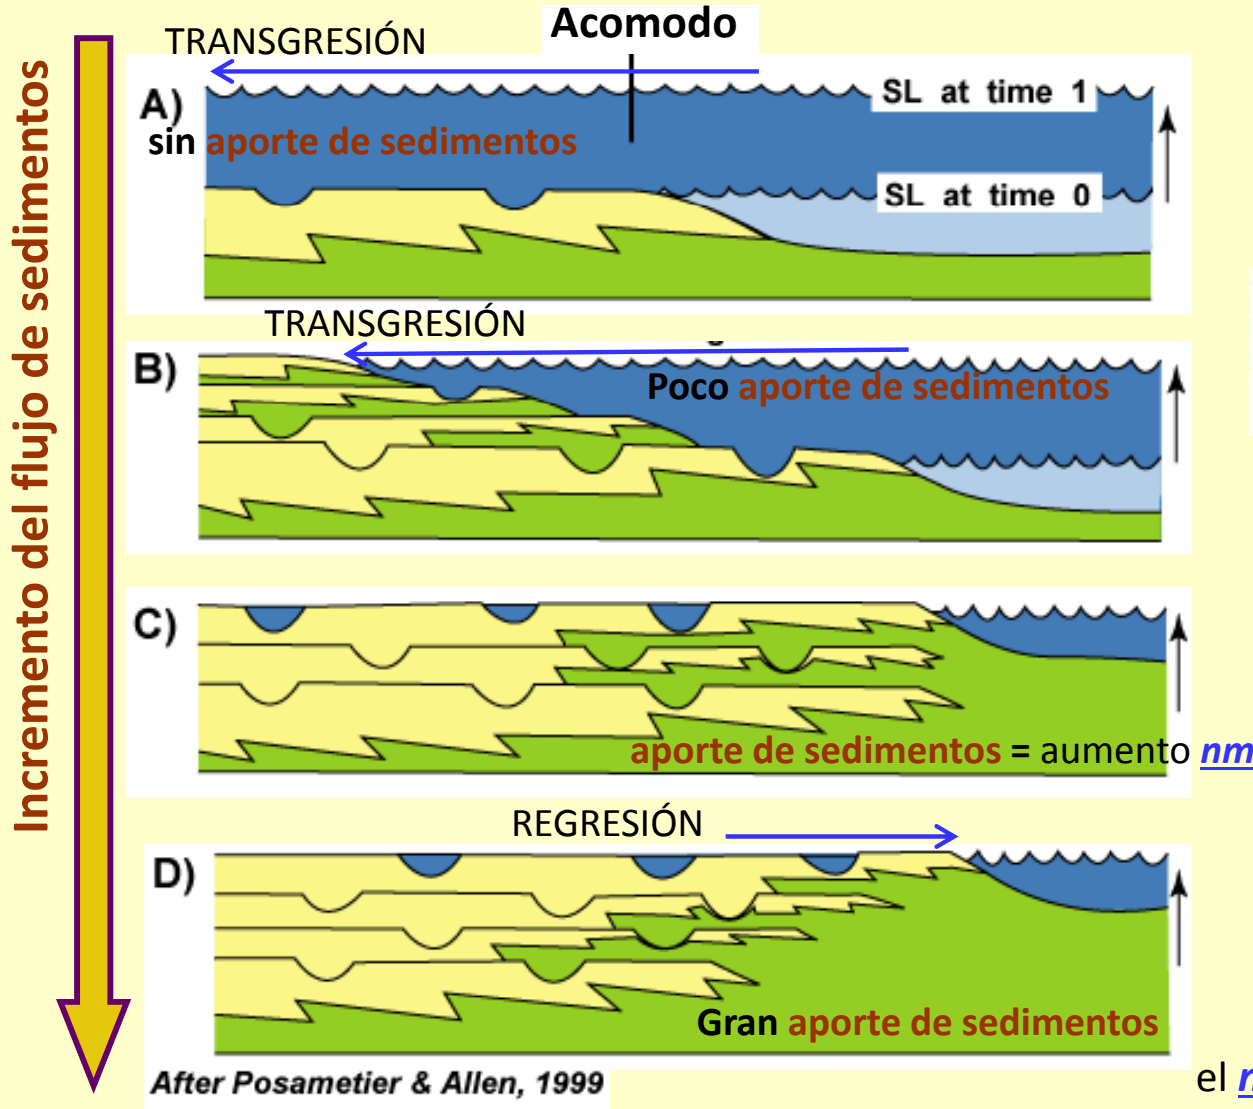 Acomodo
TRANSGRESIÓN
A)
SL at time 1
sin aporte de sedimentos
SL at time 0
TRANSGRESIÓN
B)
Poco aporte de sedimentos
C)
aporte de sedimentos = aumento nm
REGRESIÓN
D)
Gran aporte de sedimentos
After Posametier & Allen, 1999
el
Incremento del flujo de sedimentos